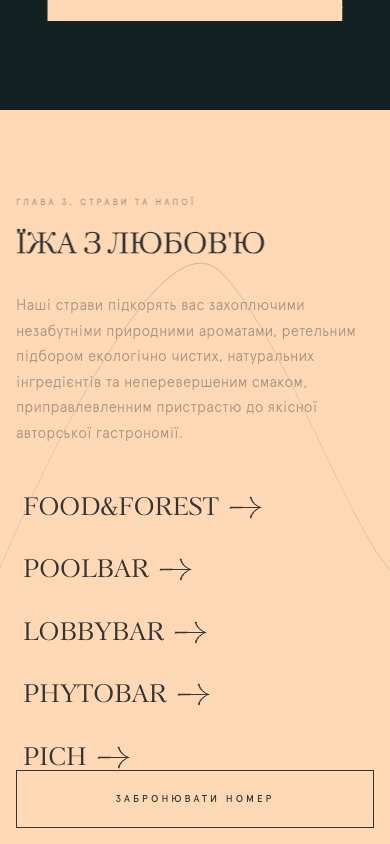 ГЛАВА 3. СТРАВИ ТА НАПОЇ
ЇЖА З ЛЮБОВ'Ю
Наші страви підкорять вас захоплючими
незабутніми природними ароматами, ретельним
підбором екологічно чистих, натуральних
інгредієнтів та неперевершеним смаком,
приправлевленним пристрастю до якісної
авторської гастрономії.
FOOD&FOREST →
POOLBAR →
LOBBYBAR →
PHYTOBAR →
PICH →
ЗАБРОНЮВАТИ НОМЕР